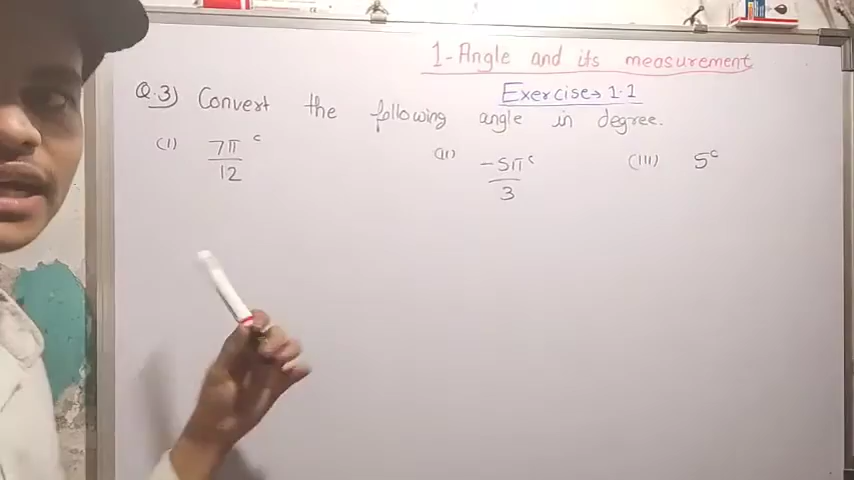 1-Angle and its measurement
Exercise→ 1.1
Q.3) Convert the following angle in degree.
(I) 7π/12 ᶜ (II) -5π/3 ᶜ (III) 5ᶜ